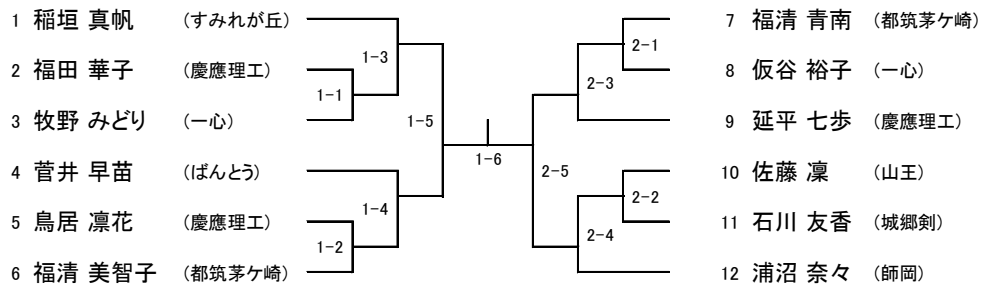 1 稲垣 真帆 (すみれが丘)
2 福田 華子 (慶應理工)
3 牧野 みどり (一心)
4 菅井 早苗 (ばんとう)
5 鳥居 凛花 (慶應理工)
6 福清 美智子 (都筑茅ケ崎)
1-3
1-1
1-5
1-4
1-2
1-6
2-1
2-3
2-5
2-2
2-4
7 福清 青南 (都筑茅ケ崎)
8 仮谷 裕子 (一心)
9 延平 七歩 (慶應理工)
10 佐藤 凜 (山王)
11 石川 友香 (城郷剣)
12 浦沼 奈々 (師岡)